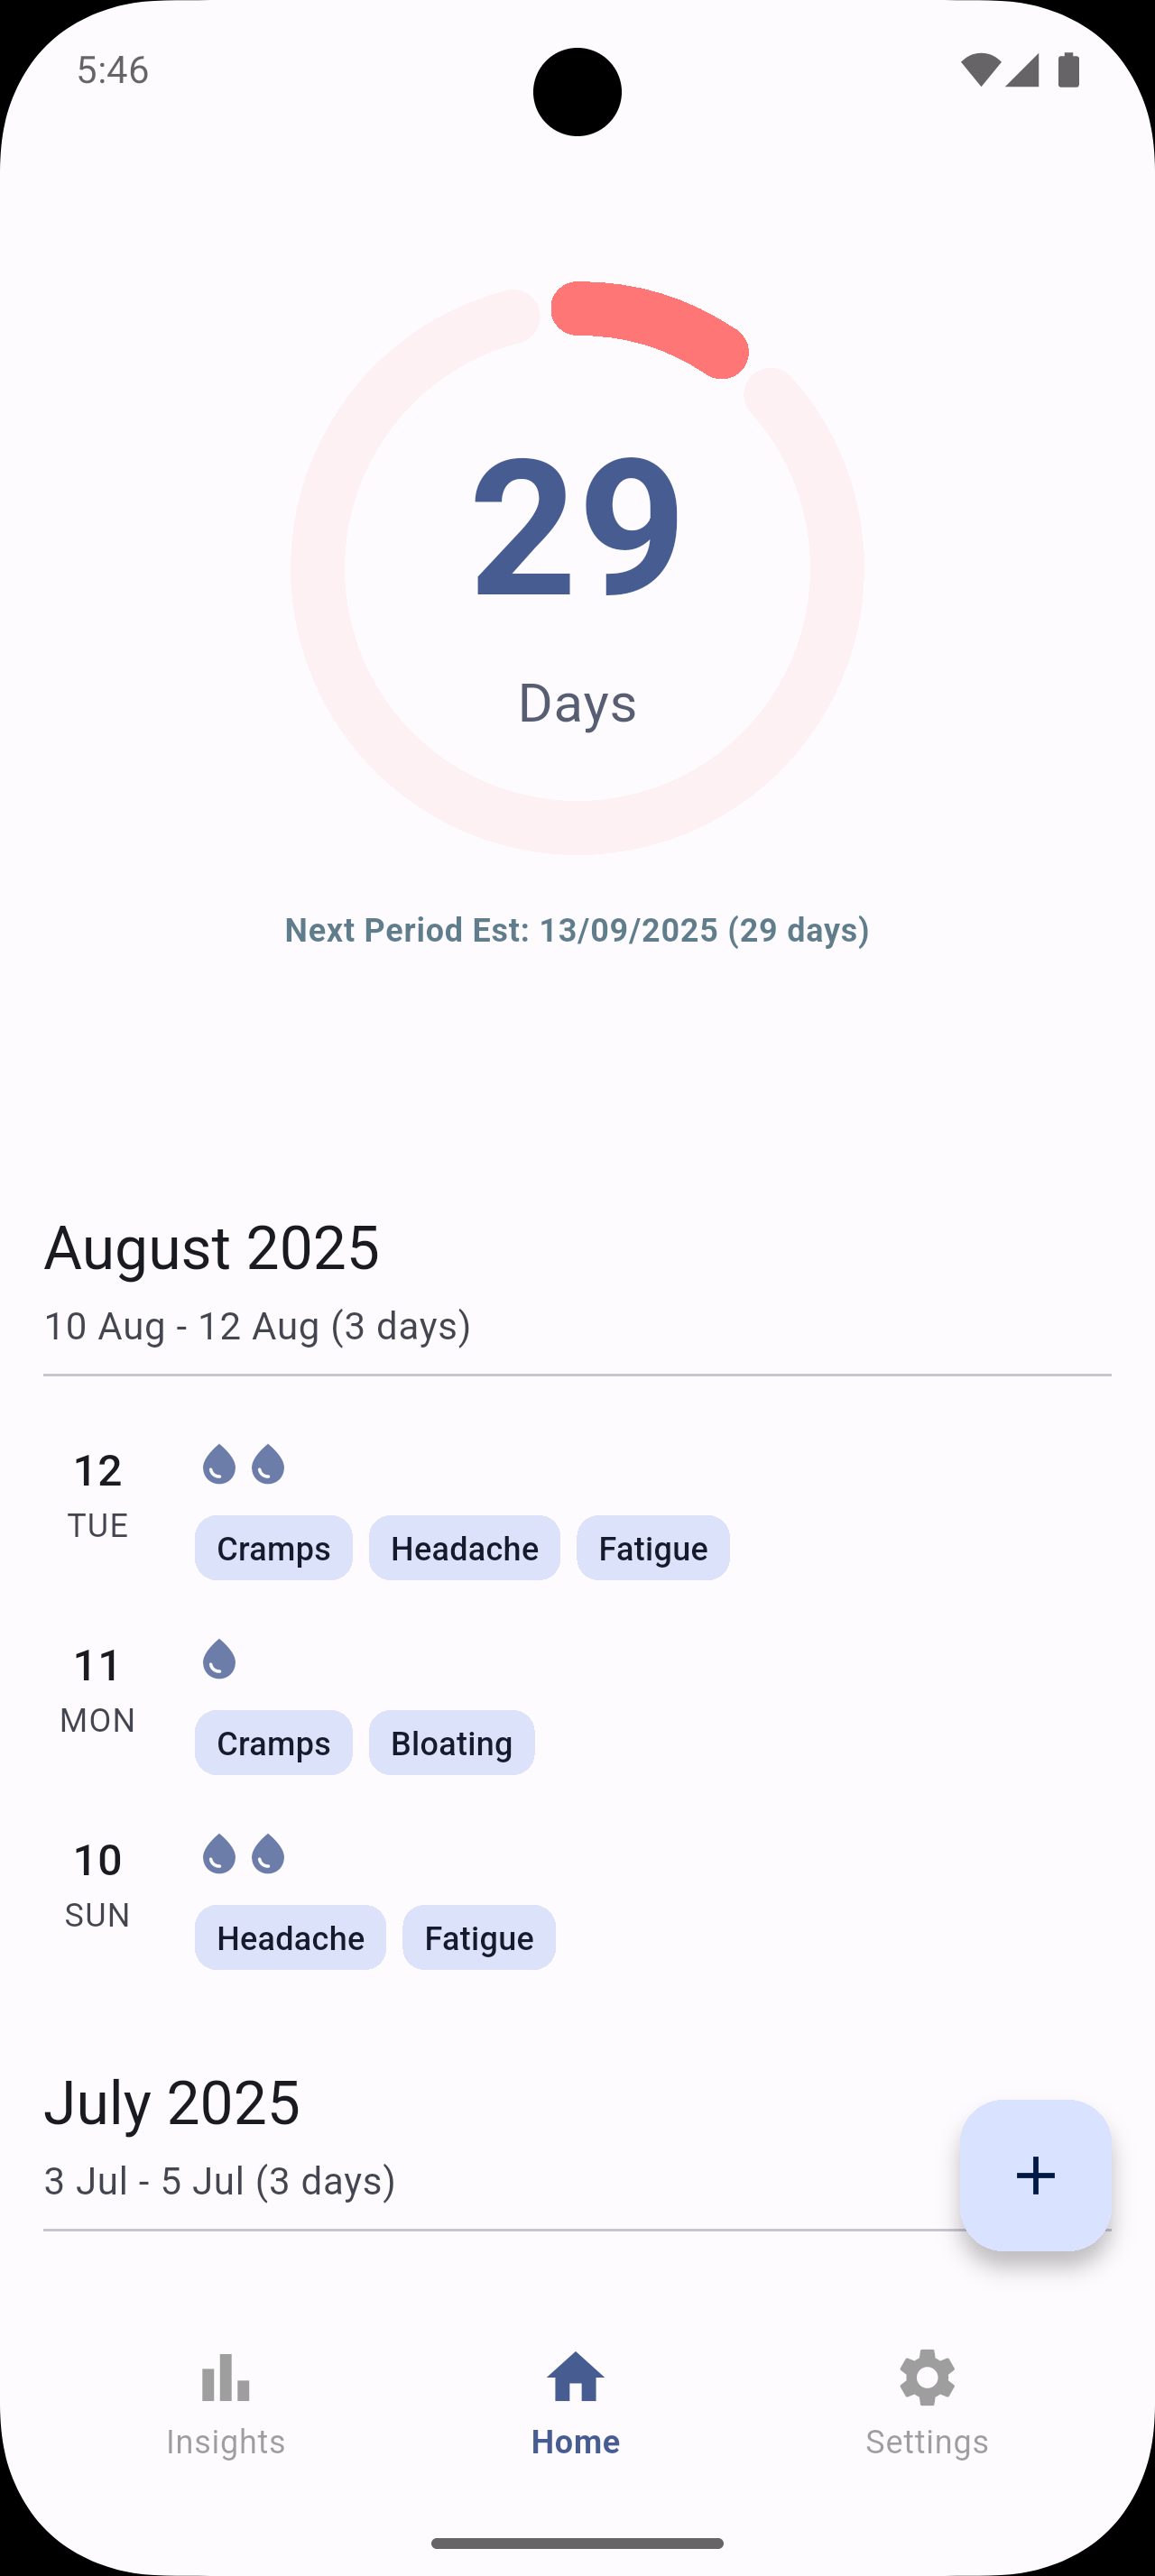 5:46
29
Days
Next Period Est: 13/09/2025 (29 days)
August 2025
10 Aug - 12 Aug (3 days)
12
TUE
Cramps Headache Fatigue
11
MON
Cramps Bloating
10
SUN
Headache Fatigue
July 2025
3 Jul - 5 Jul (3 days)
+
Insights Home Settings